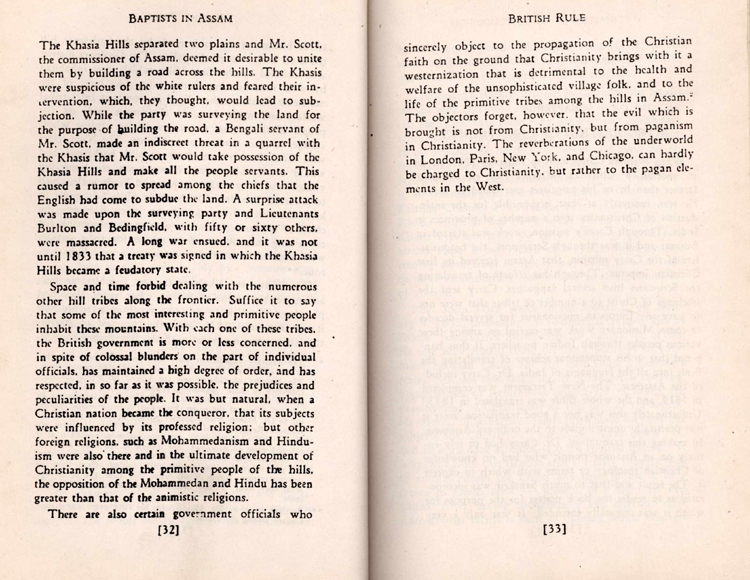 BAPTISTS IN ASSAM
The Khasia Hills separated two plains and Mr. Scott,
the commissioner of Assam, deemed it desirable to unite
them by building a road across the hills. The Khasis
were suspicious of the white rulers and feared their in-
tervention, which, they thought, would lead to sub-
jection. While the party was surveying the land for
the purpose of building the road, a Bengali servant of
Mr. Scott, made an indiscreet threat in a quarrel with
the Khasis that Mr. Scott would take possession of the
Khasia Hills and make all the people servants. This
caused a rumor to spread among the chiefs that the
English had come to subdue the land. A surprise attack
was made upon the surveying party and Lieutenants
Burlton and Bedingfield, with fifty or sixty others,
were massacred. A long war ensued, and it was not
until 1833 that a treaty was signed in which the Khasia
Hills became a feudatory state.
Space and time forbid dealing with the numerous
other hill tribes along the frontier. Suffice it to say
that some of the most interesting and primitive people
inhabit these mountains. With each one of these tribes,
the British government is more or less concerned, and
in spite of colossal blunders on the part of individual
officials, has maintained a high degree of order, and has
respected, in so far as it was possible, the prejudices and
peculiarities of the people. It was but natural, when a
Christian nation became the conqueror, that its subjects
were influenced by its professed religion; but other
foreign religions, such as Mohammedanism and Hindu-
ism were also there and in the ultimate development of
Christianity among the primitive people of the hills,
the opposition of the Mohammedan and Hindu has been
greater than that of the animistic religions.
There are also certain government officials who
[32]
BRITISH RULE
sincerely object to the propagation of the Christian
faith on the ground that Christianity brings with it a
westernization that is detrimental to the health and
welfare of the unsophisticated village folk, and to the
life of the primitive tribes among the hills in Assam.²
The objectors forget, however, that the evil which is
brought is not from Christianity, but from paganism
in Christianity. The reverberations of the underworld
in London, Paris, New York, and Chicago, can hardly
be charged to Christianity, but rather to the pagan ele-
ments in the West.
[33]